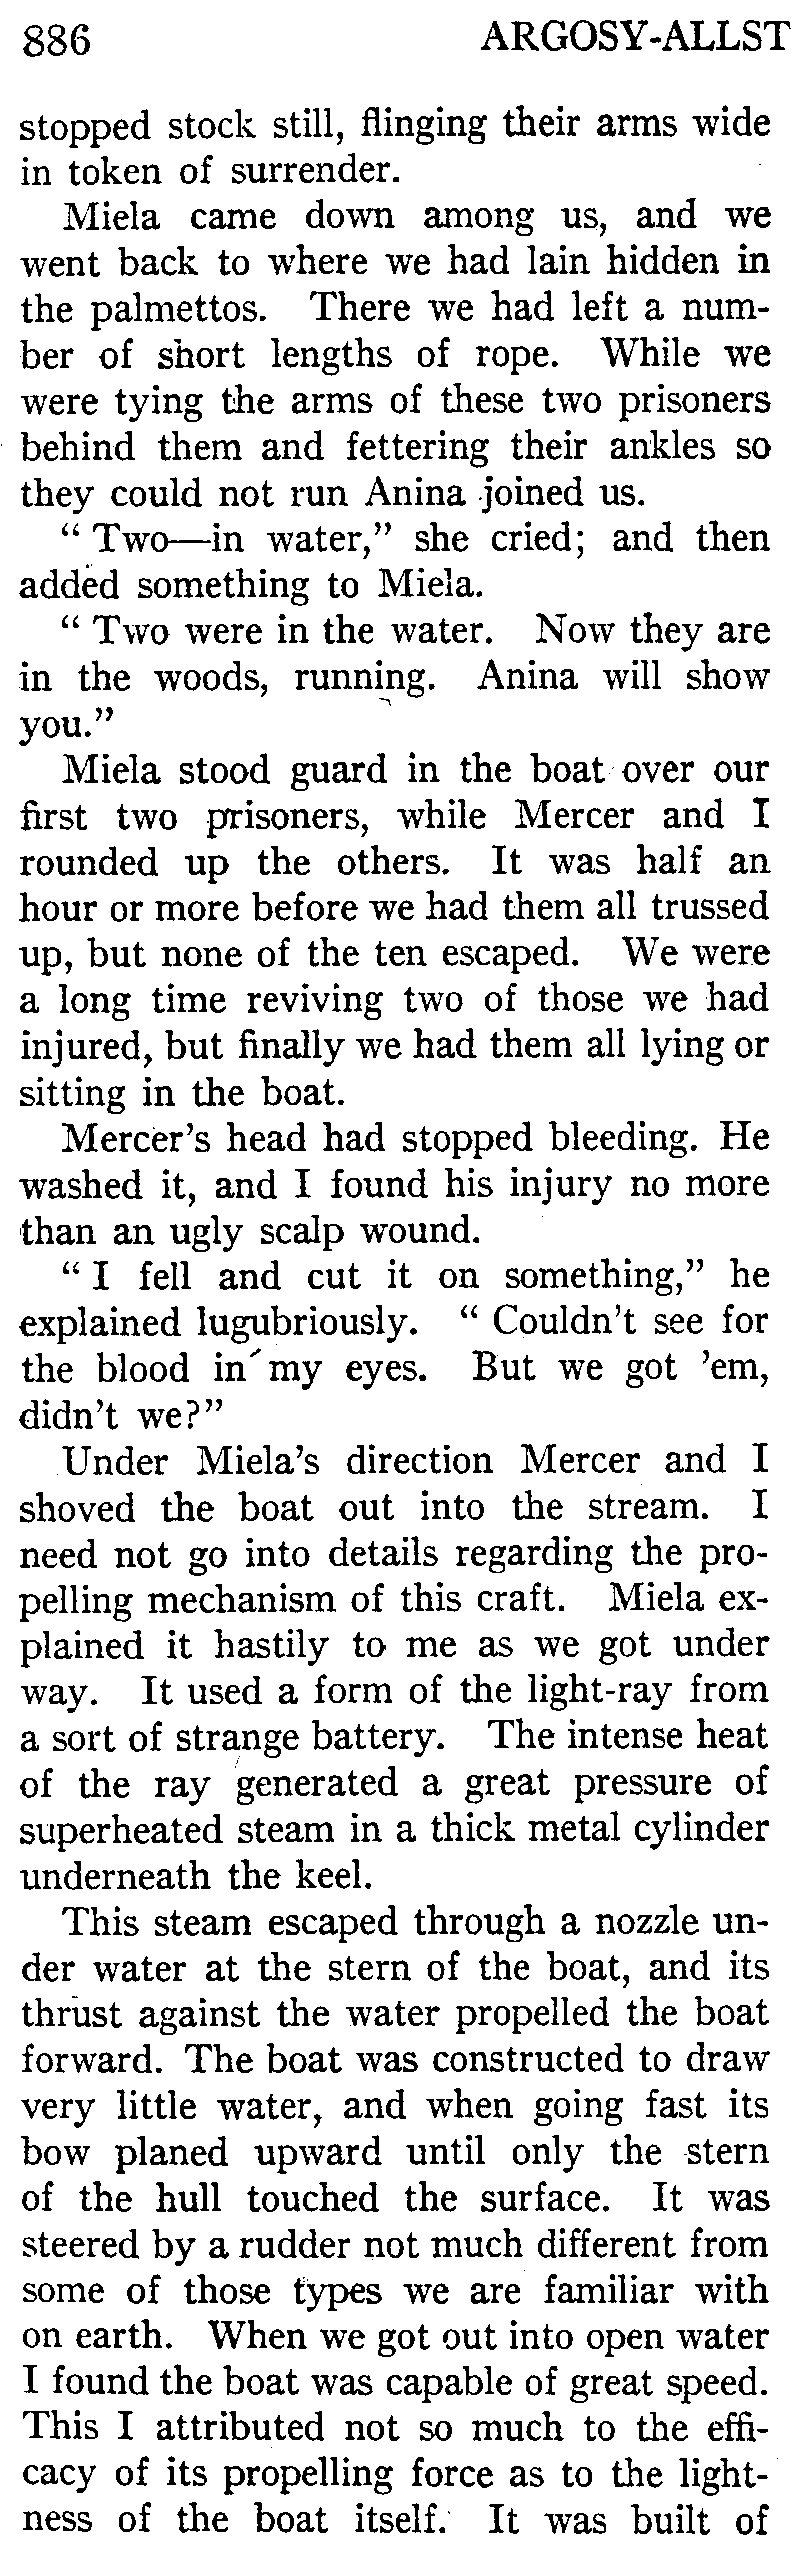 886 ARGOSY-ALLST
stopped stock still, flinging their arms wide
in token of surrender.
Miela came down among us, and we
went back to where we had lain hidden in
the palmettos. There we had left a num-
ber of short lengths of rope. While we
were tying the arms of these two prisoners
behind them and fettering their ankles so
they could not run Anina joined us.
“ Two—in water,” she cried; and then
added something to Miela.
“ Two were in the water. Now they are
in the woods, running. Anina will show
you.”
Miela stood guard in the boat over our
first two prisoners, while Mercer and I
rounded up the others. It was half an
hour or more before we had them all trussed
up, but none of the ten escaped. We were
a long time reviving two of those we had
injured, but finally we had them all lying or
sitting in the boat.
Mercer’s head had stopped bleeding. He
washed it, and I found his injury no more
than an ugly scalp wound.
“ I fell and cut it on something,” he
explained lugubriously. “ Couldn’t see for
the blood in my eyes. But we got ’em,
didn’t we?”
Under Miela’s direction Mercer and I
shoved the boat out into the stream. I
need not go into details regarding the pro-
pelling mechanism of this craft. Miela ex-
plained it hastily to me as we got under
way. It used a form of the light-ray from
a sort of strange battery. The intense heat
of the ray generated a great pressure of
superheated steam in a thick metal cylinder
underneath the keel.
This steam escaped through a nozzle un-
der water at the stern of the boat, and its
thrust against the water propelled the boat
forward. The boat was constructed to draw
very little water, and when going fast its
bow planed upward until only the stern
of the hull touched the surface. It was
steered by a rudder not much different from
some of those types we are familiar with
on earth. When we got out into open water
I found the boat was capable of great speed.
This I attributed not so much to the effi-
cacy of its propelling force as to the light-
ness of the boat itself. It was built of